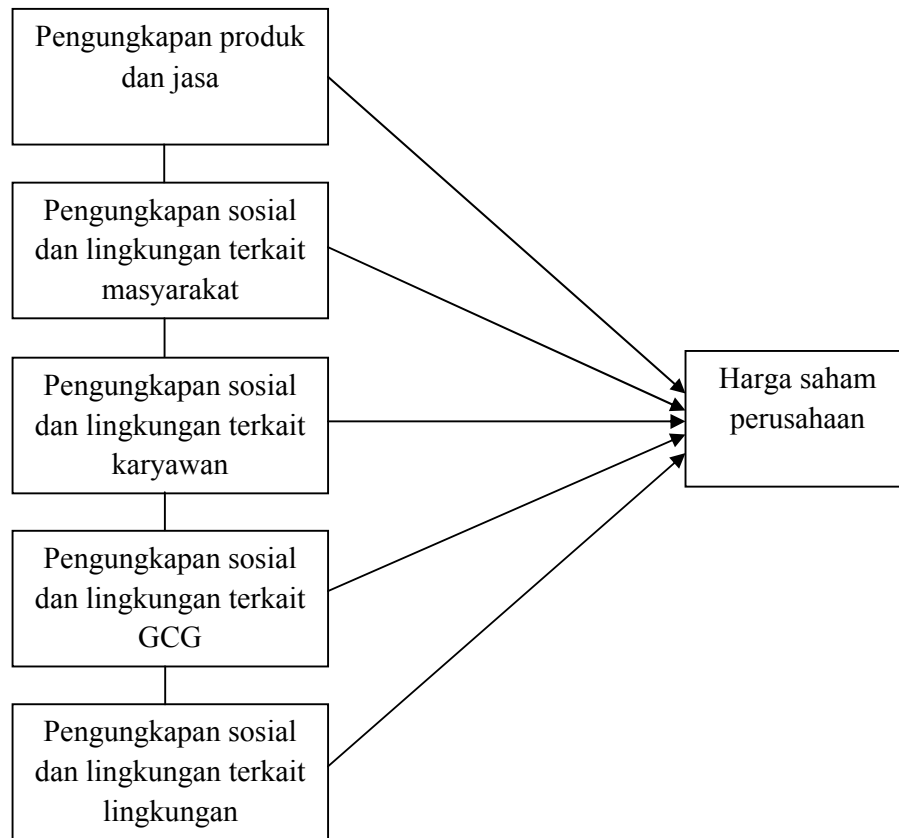 Pengungkapan produk
dan jasa
Pengungkapan sosial
dan lingkungan terkait
masyarakat
Pengungkapan sosial
dan lingkungan terkait
karyawan
Pengungkapan sosial
dan lingkungan terkait
GCG
Pengungkapan sosial
dan lingkungan terkait
lingkungan
Harga saham
perusahaan